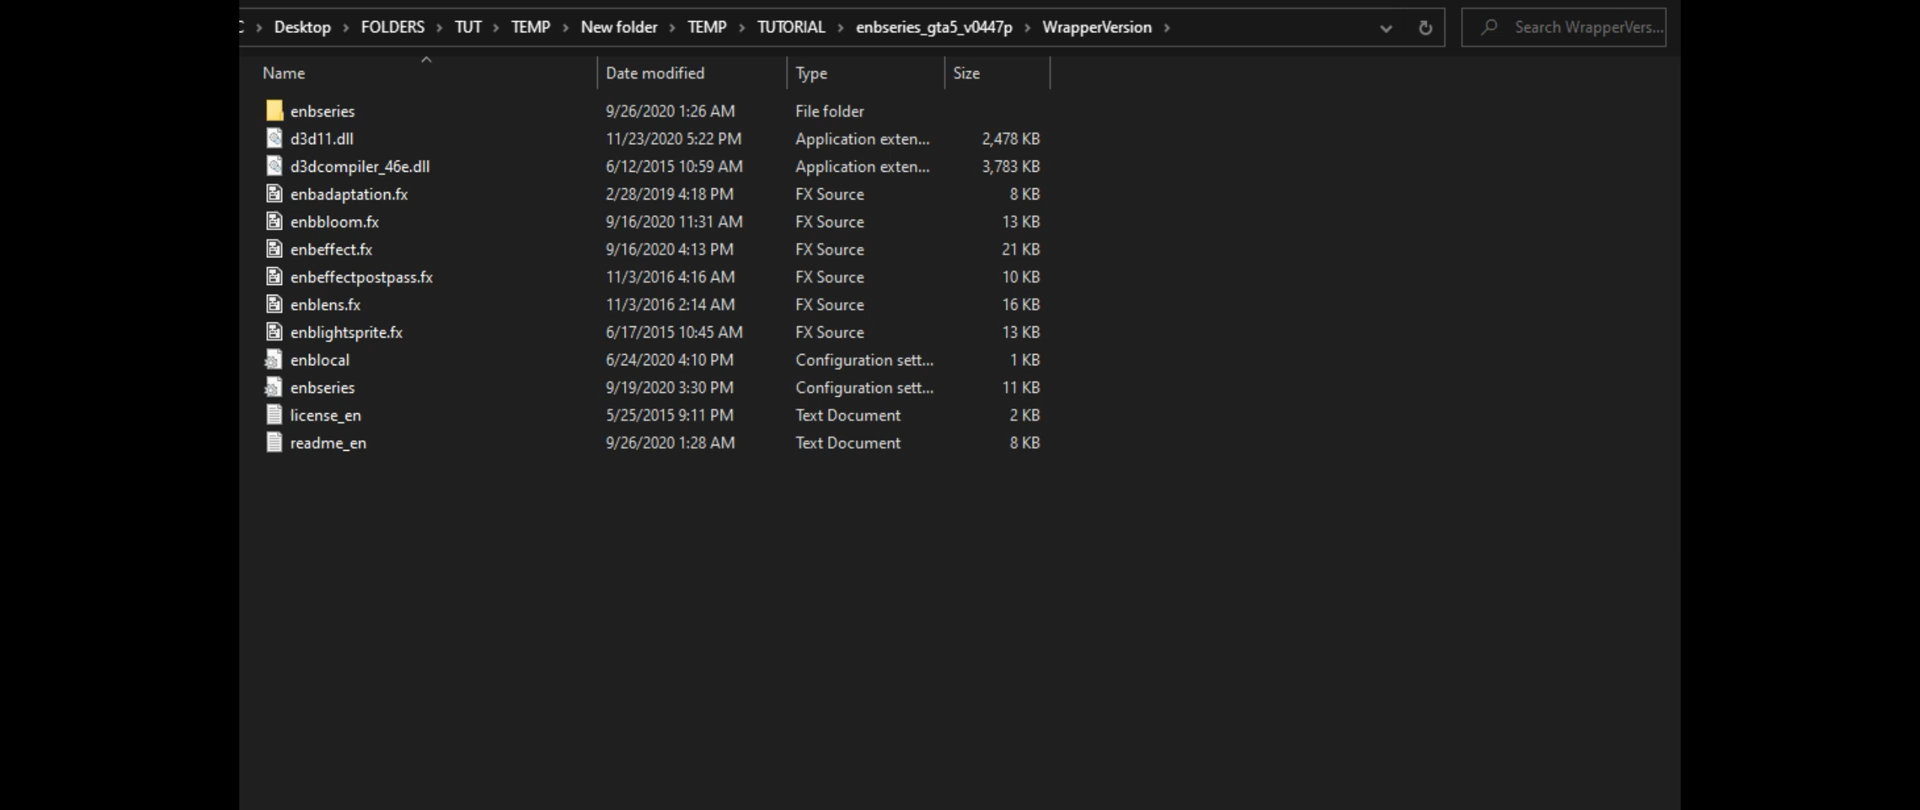 C > Desktop > FOLDERS > TUT > TEMP > New folder > TEMP > TUTORIAL > enbseries_gta5_v0447p > WrapperVersion > Search WrapperVers...
Name Date modified Type Size
enbseries 9/26/2020 1:26 AM File folder
d3d11.dll 11/23/2020 5:22 PM Application exten... 2,478 KB
d3dcompiler_46e.dll 6/12/2015 10:59 AM Application exten... 3,783 KB
enbadaptation.fx 2/28/2019 4:18 PM FX Source 8 KB
enbbloom.fx 9/16/2020 11:31 AM FX Source 13 KB
enbeffect.fx 9/16/2020 4:13 PM FX Source 21 KB
enbeffectpostpass.fx 11/3/2016 4:16 AM FX Source 10 KB
enblens.fx 11/3/2016 2:14 AM FX Source 16 KB
enblightsprite.fx 6/17/2015 10:45 AM FX Source 13 KB
enblocal 6/24/2020 4:10 PM Configuration sett... 1 KB
enbseries 9/19/2020 3:30 PM Configuration sett... 11 KB
license_en 5/25/2015 9:11 PM Text Document 2 KB
readme_en 9/26/2020 1:28 AM Text Document 8 KB